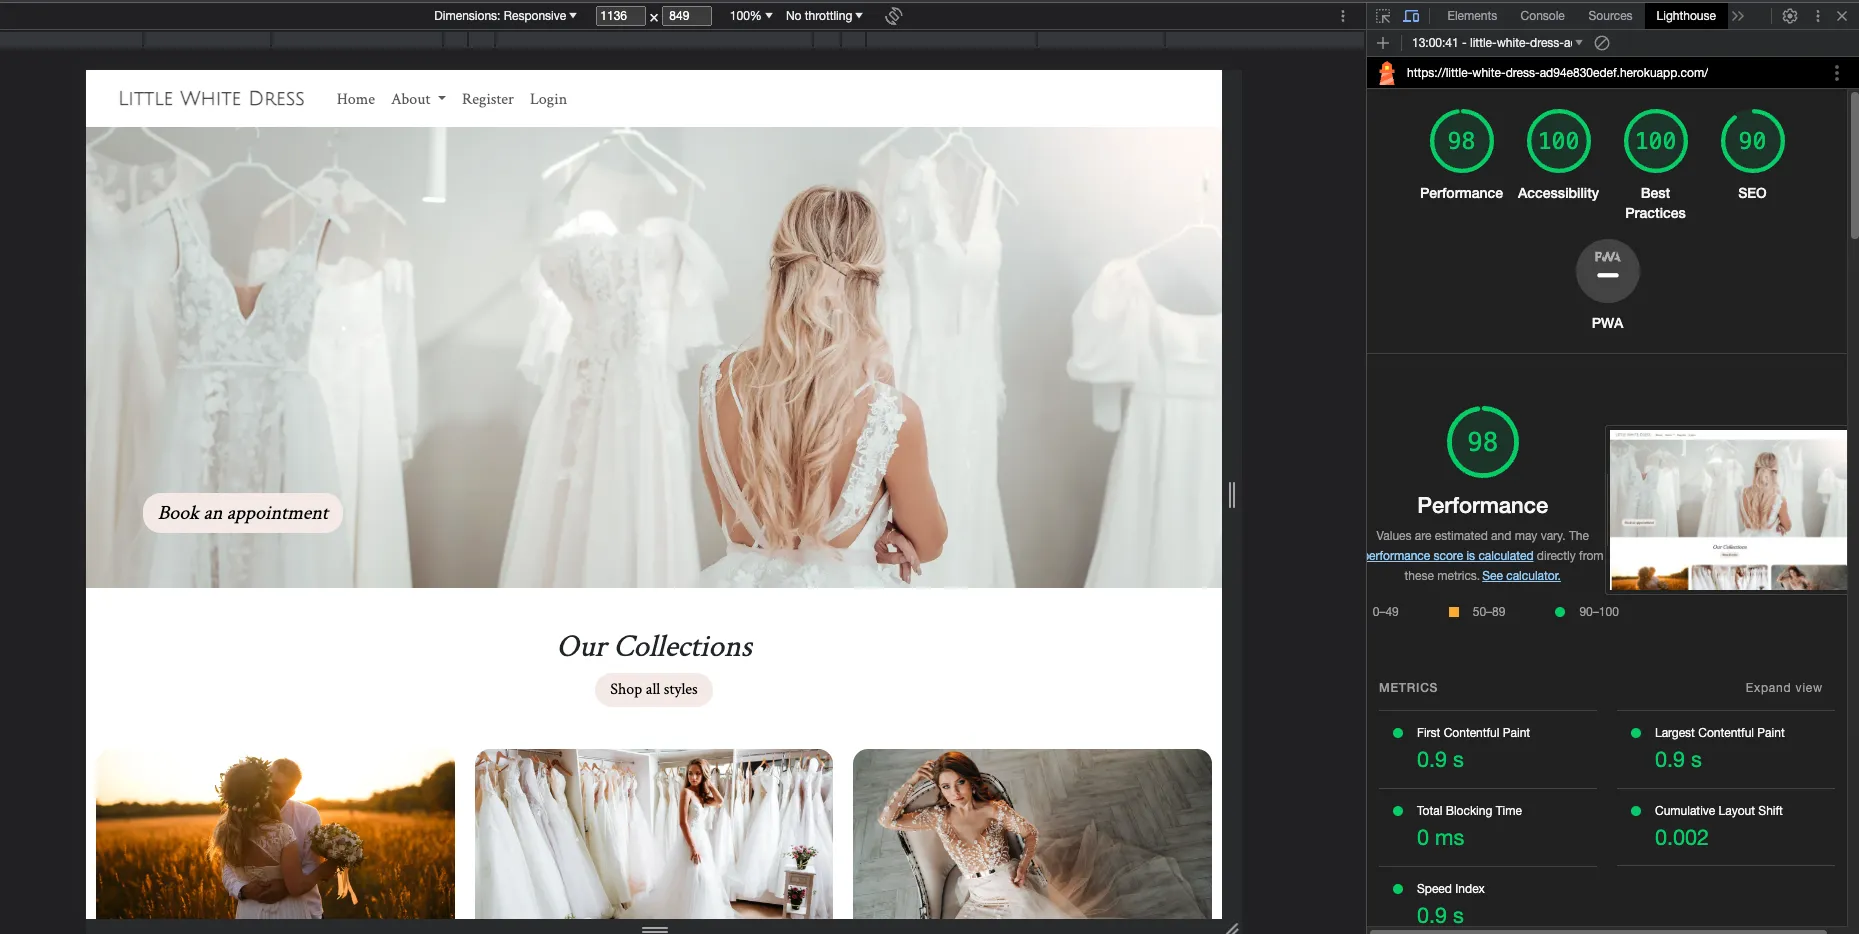 Dimensions: Responsive 1136 × 849 100% No throttling
Elements Console Sources Lighthouse
13:00:41 - little-white-dress-a
https://little-white-dress-ad94e830edef.herokuapp.com/
LITTLE WHITE DRESS Home About Register Login
Book an appointment
Our Collections
Shop all styles
98 100 100 90
Performance Accessibility Best Practices SEO
PWA
PWA
98
Performance
Values are estimated and may vary. The
performance score is calculated directly from
these metrics. See calculator.
LITTLE WHITE DRESS
Our Collections
0–49 50–89 90–100
METRICS Expand view
First Contentful Paint Largest Contentful Paint
0.9 s 0.9 s
Total Blocking Time Cumulative Layout Shift
0 ms 0.002
Speed Index
0.9 s